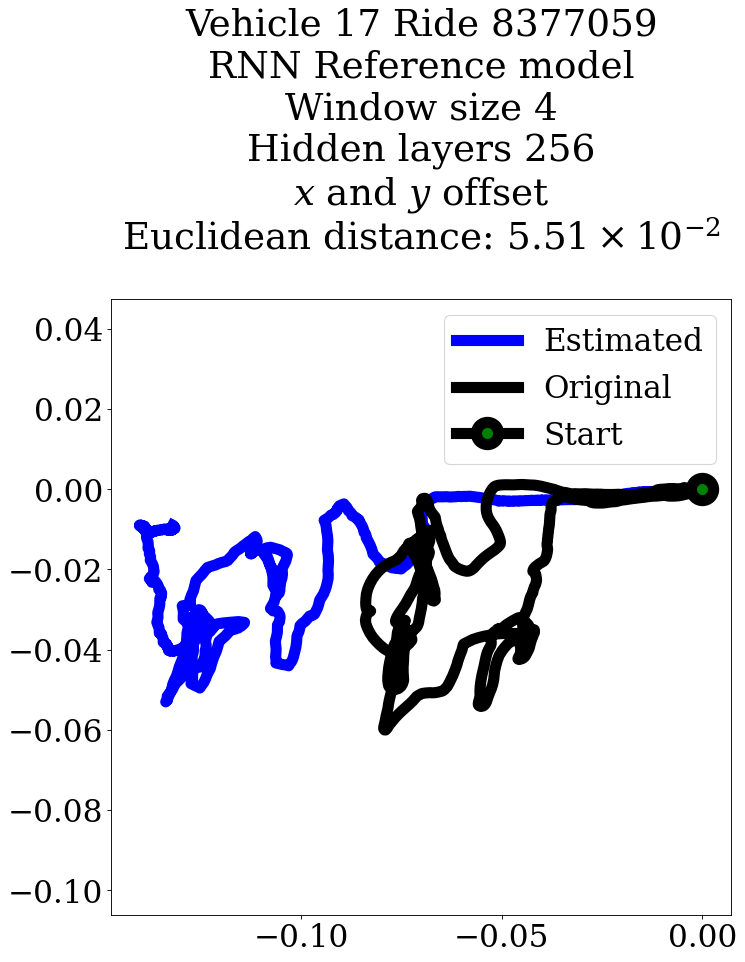 Vehicle 17 Ride 8377059
RNN Reference model
Window size 4
Hidden layers 256
x and y offset
Euclidean distance: 5.51 × 10⁻²
Estimated
Original
Start
0.04
0.02
0.00
−0.02
−0.04
−0.06
−0.08
−0.10
−0.10 −0.05 0.00